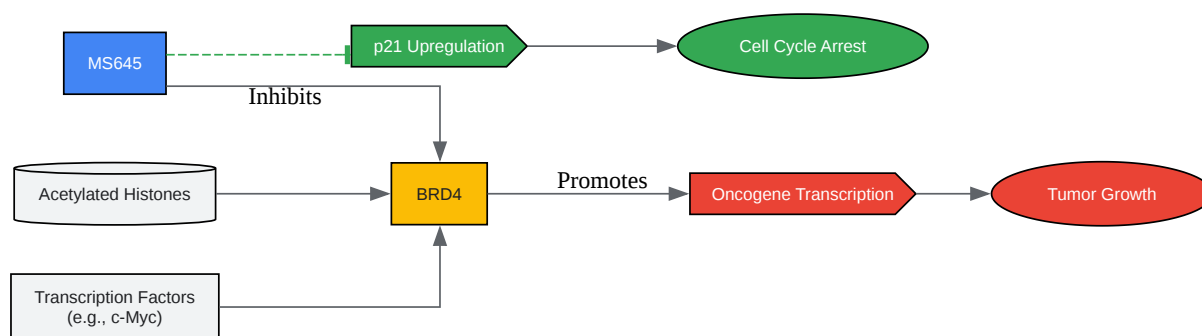 p21 Upregulation
Cell Cycle Arrest
MS645
Inhibits
Acetylated Histones
BRD4
Promotes
Oncogene Transcription
Tumor Growth
Transcription Factors
(e.g., c-Myc)